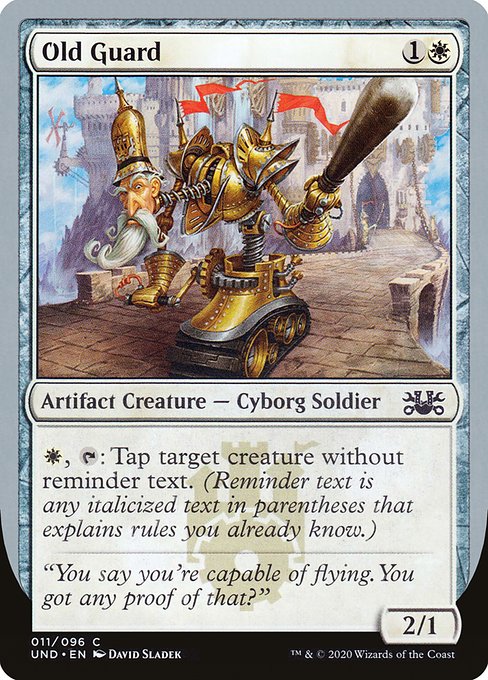 Old Guard 1
Artifact Creature — Cyborg Soldier
: Tap target creature without
reminder text. (Reminder text is
any italicized text in parentheses that
explains rules you already know.)
“You say you’re capable of flying. You
got any proof of that?”
2/1
011/096 C
UND • EN DAVID SLADEK
™ & © 2020 Wizards of the Coast